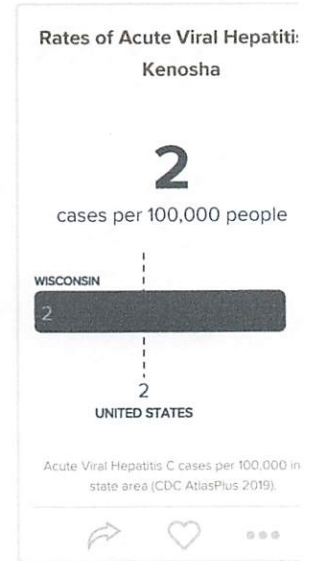 Rates of Acute Viral Hepatitis
Kenosha
2
cases per 100,000 people
WISCONSIN
2
2
UNITED STATES
Acute Viral Hepatitis C cases per 100,000 in
state area (CDC AtlasPlus 2019).